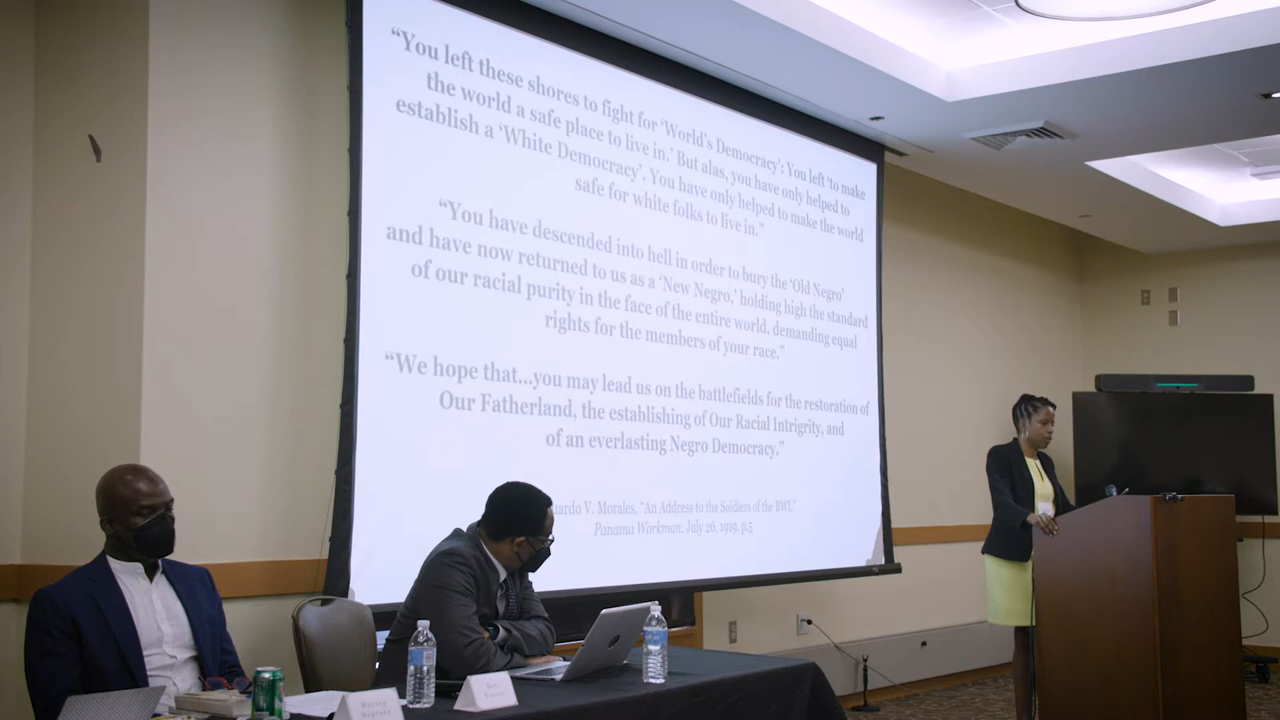 “You left these shores to fight for ‘World’s Democracy’: You left ‘to make
the world a safe place to live in.’ But alas, you have only helped to
establish a ‘White Democracy’. You have only helped to make the world
safe for white folks to live in.”
“You have descended into hell in order to bury the ‘Old Negro’
and have now returned to us as a ‘New Negro,’ holding high the standard
of our racial purity in the face of the entire world, demanding equal
rights for the members of your race.”
“We hope that...you may lead us on the battlefields for the restoration of
Our Fatherland, the establishing of Our Racial Intrigrity, and
of an everlasting Negro Democracy.”
V. Morales, “An Address to the Soldiers of the BWI,”
Panama Workman, July 26, 1919, p.5